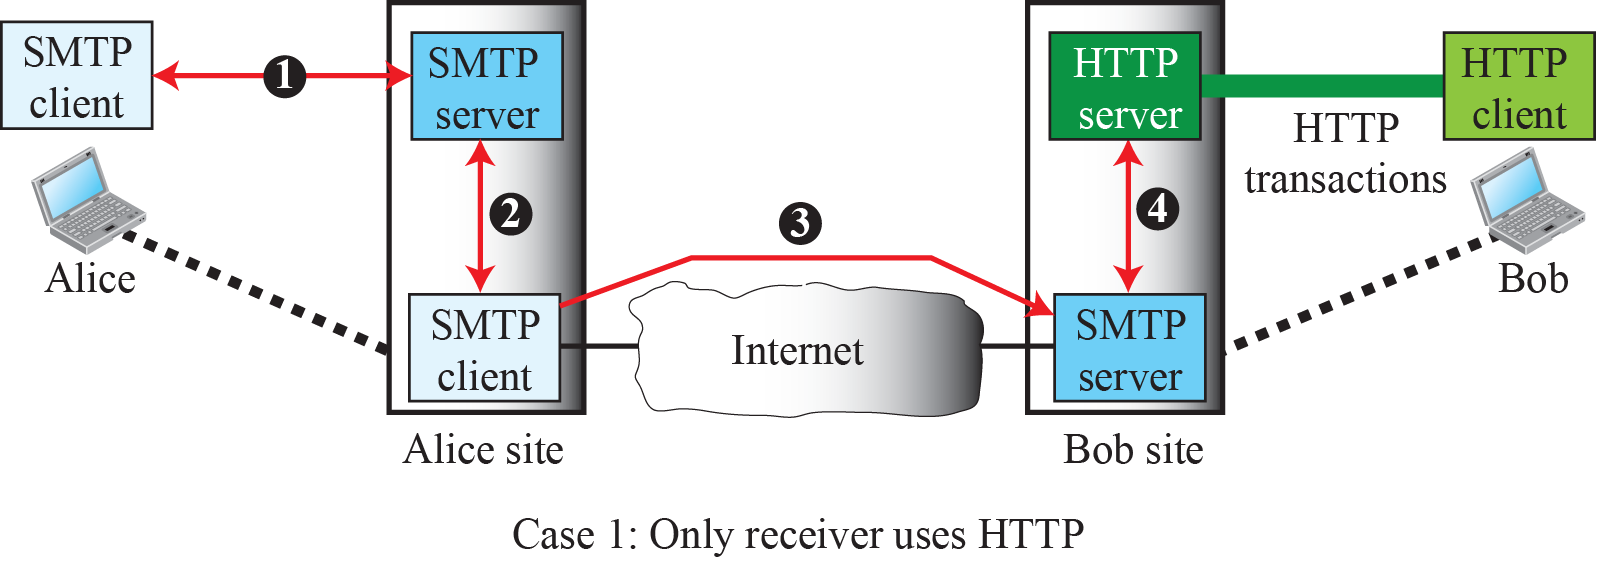 SMTP
client
1
SMTP
server
HTTP
server
HTTP
client
HTTP
transactions
2
3
4
Alice
Bob
SMTP
client
Internet
SMTP
server
Alice site
Bob site
Case 1: Only receiver uses HTTP